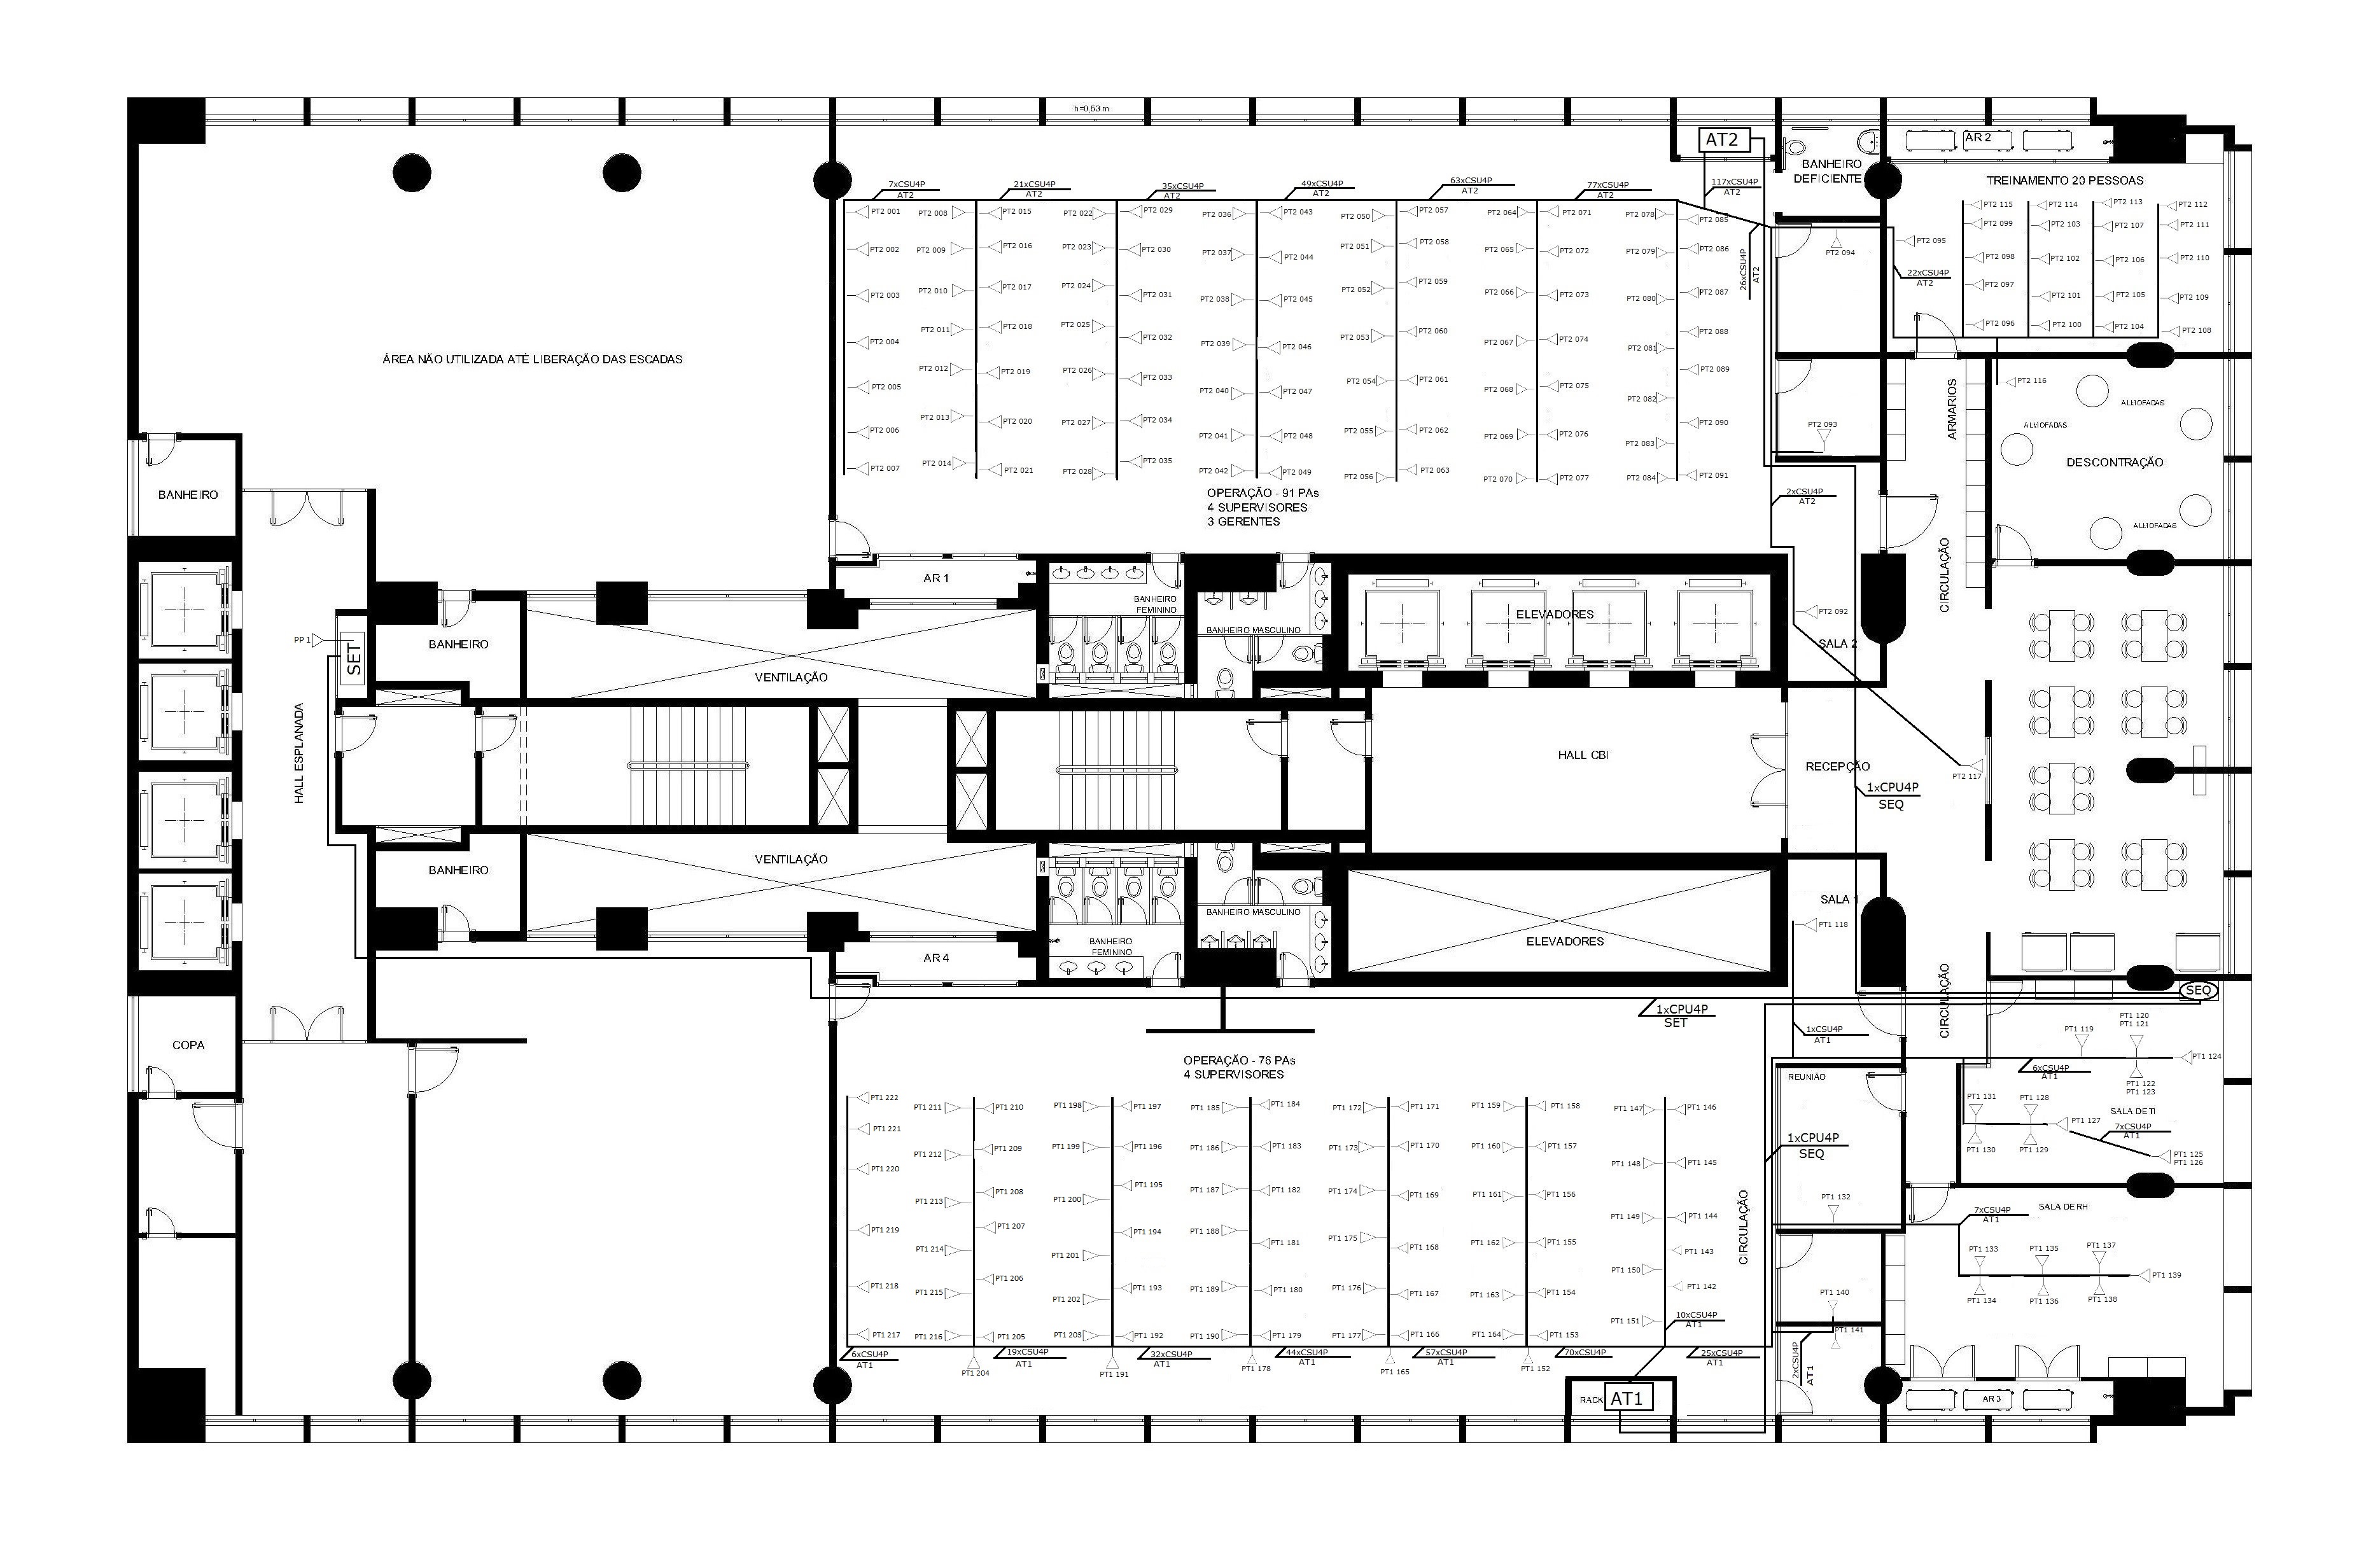 h=0,53 m
AT2
AR 2
BANHEIRO
DEFICIENTE
TREINAMENTO 20 PESSOAS
7xCSU4P
AT2
21xCSU4P
AT2
35xCSU4P
AT2
49xCSU4P
AT2
63xCSU4P
AT2
77xCSU4P
AT2
117xCSU4P
AT2
26xCSU4P
AT2
22xCSU4P
AT2
PT2 001
PT2 002
PT2 003
PT2 004
PT2 005
PT2 006
PT2 007
PT2 008
PT2 009
PT2 010
PT2 011
PT2 012
PT2 013
PT2 014
PT2 015
PT2 016
PT2 017
PT2 018
PT2 019
PT2 020
PT2 021
PT2 022
PT2 023
PT2 024
PT2 025
PT2 026
PT2 027
PT2 028
PT2 029
PT2 030
PT2 031
PT2 032
PT2 033
PT2 034
PT2 035
PT2 036
PT2 037
PT2 038
PT2 039
PT2 040
PT2 041
PT2 042
PT2 043
PT2 044
PT2 045
PT2 046
PT2 047
PT2 048
PT2 049
PT2 050
PT2 051
PT2 052
PT2 053
PT2 054
PT2 055
PT2 056
PT2 057
PT2 058
PT2 059
PT2 060
PT2 061
PT2 062
PT2 063
PT2 064
PT2 065
PT2 066
PT2 067
PT2 068
PT2 069
PT2 070
PT2 071
PT2 072
PT2 073
PT2 074
PT2 075
PT2 076
PT2 077
PT2 078
PT2 079
PT2 080
PT2 081
PT2 082
PT2 083
PT2 084
PT2 085
PT2 086
PT2 087
PT2 088
PT2 089
PT2 090
PT2 091
PT2 094
PT2 093
PT2 095
PT2 115
PT2 099
PT2 098
PT2 097
PT2 096
PT2 114
PT2 103
PT2 102
PT2 101
PT2 100
PT2 113
PT2 107
PT2 106
PT2 105
PT2 104
PT2 112
PT2 111
PT2 110
PT2 109
PT2 108
ÁREA NÃO UTILIZADA ATÉ LIBERAÇÃO DAS ESCADAS
ARMARIOS
PT2 116
ALMOFADAS
ALMOFADAS
DESCONTRAÇÃO
ALMOFADAS
BANHEIRO
OPERAÇÃO - 91 PAs
4 SUPERVISORES
3 GERENTES
2xCSU4P
AT2
CIRCULAÇÃO
AR 1
BANHEIRO
FEMININO
BANHEIRO MASCULINO
ELEVADORES
PT2 092
SALA 2
PP 1
SET
BANHEIRO
VENTILAÇÃO
HALL ESPLANADA
HALL CBI
RECEPÇÃO
PT2 117
1xCPU4P
SEQ
BANHEIRO
VENTILAÇÃO
BANHEIRO MASCULINO
BANHEIRO
FEMININO
AR 4
ELEVADORES
SALA 1
PT1 118
CIRCULAÇÃO
SEQ
1xCPU4P
SET
1xCSU4P
AT1
COPA
OPERAÇÃO - 76 PAs
4 SUPERVISORES
PT1 119
PT1 120
PT1 121
PT1 124
6xCSU4P
AT1
PT1 122
PT1 123
REUNIÃO
PT1 131
PT1 128
PT1 127
SALA DE TI
7xCSU4P
AT1
PT1 130
PT1 129
PT1 125
PT1 126
1xCPU4P
SEQ
PT1 132
SALA DE RH
7xCSU4P
AT1
PT1 133
PT1 135
PT1 137
PT1 139
PT1 134
PT1 136
PT1 138
PT1 140
PT1 141
2xCSU4P
AT1
CIRCULAÇÃO
PT1 222
PT1 221
PT1 220
PT1 219
PT1 218
PT1 217
PT1 211
PT1 212
PT1 213
PT1 214
PT1 215
PT1 216
PT1 210
PT1 209
PT1 208
PT1 207
PT1 206
PT1 205
PT1 198
PT1 199
PT1 200
PT1 201
PT1 202
PT1 203
PT1 197
PT1 196
PT1 195
PT1 194
PT1 193
PT1 192
PT1 185
PT1 186
PT1 187
PT1 188
PT1 189
PT1 190
PT1 184
PT1 183
PT1 182
PT1 181
PT1 180
PT1 179
PT1 172
PT1 173
PT1 174
PT1 175
PT1 176
PT1 177
PT1 171
PT1 170
PT1 169
PT1 168
PT1 167
PT1 166
PT1 159
PT1 160
PT1 161
PT1 162
PT1 163
PT1 164
PT1 158
PT1 157
PT1 156
PT1 155
PT1 154
PT1 153
PT1 147
PT1 148
PT1 149
PT1 150
PT1 151
PT1 146
PT1 145
PT1 144
PT1 143
PT1 142
10xCSU4P
AT1
6xCSU4P
AT1
19xCSU4P
AT1
32xCSU4P
AT1
44xCSU4P
AT1
57xCSU4P
AT1
70xCSU4P
25xCSU4P
AT1
PT1 204
PT1 191
PT1 178
PT1 165
PT1 152
RACK
AT1
AR 3